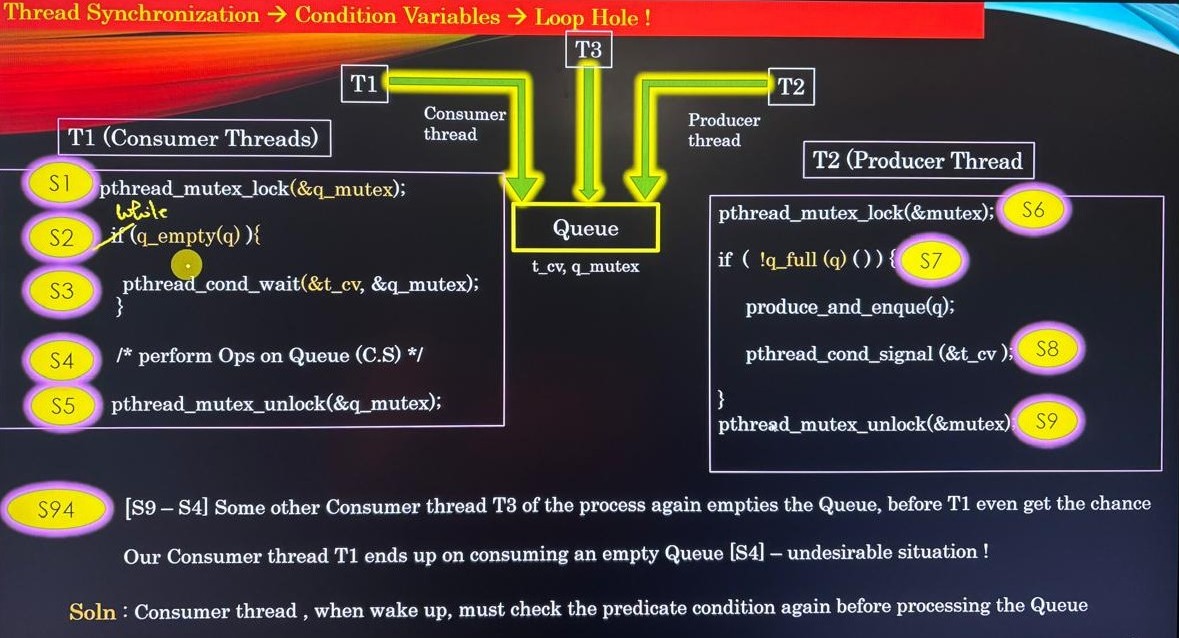 Thread Synchronization → Condition Variables → Loop Hole !
T3
T1
T2
Consumer
thread
Producer
thread
T1 (Consumer Threads)
T2 (Producer Thread
S1 pthread_mutex_lock(&q_mutex);
while
S2 if (q_empty(q) ){
S3 pthread_cond_wait(&t_cv, &q_mutex);
}
S4 /* perform Ops on Queue (C.S) */
S5 pthread_mutex_unlock(&q_mutex);
Queue
t_cv, q_mutex
pthread_mutex_lock(&mutex); S6
if ( !q_full (q) () ) { S7
produce_and_enque(q);
pthread_cond_signal (&t_cv ); S8
}
pthread_mutex_unlock(&mutex); S9
S94 [S9 – S4] Some other Consumer thread T3 of the process again empties the Queue, before T1 even get the chance
Our Consumer thread T1 ends up on consuming an empty Queue [S4] – undesirable situation !
Soln : Consumer thread , when wake up, must check the predicate condition again before processing the Queue